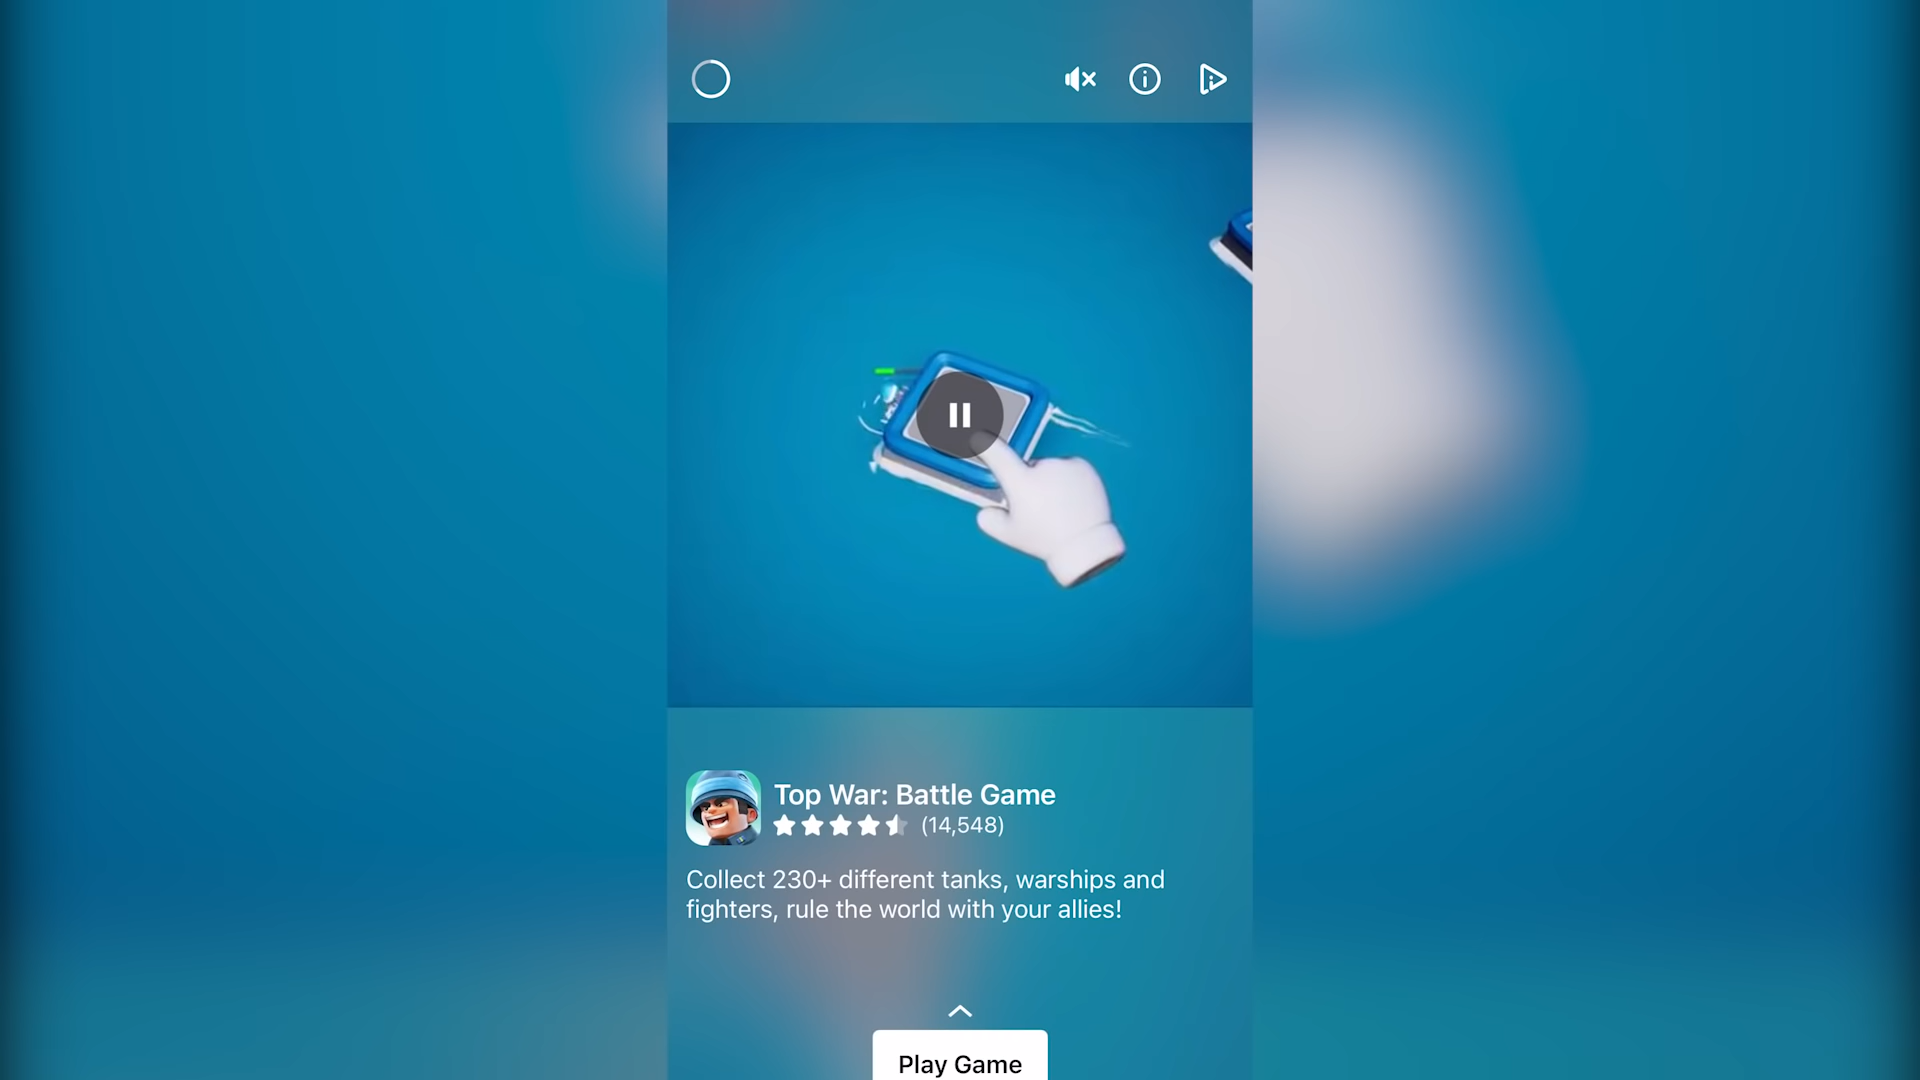 Top War: Battle Game
(14,548)
Collect 230+ different tanks, warships and
fighters, rule the world with your allies!
Play Game